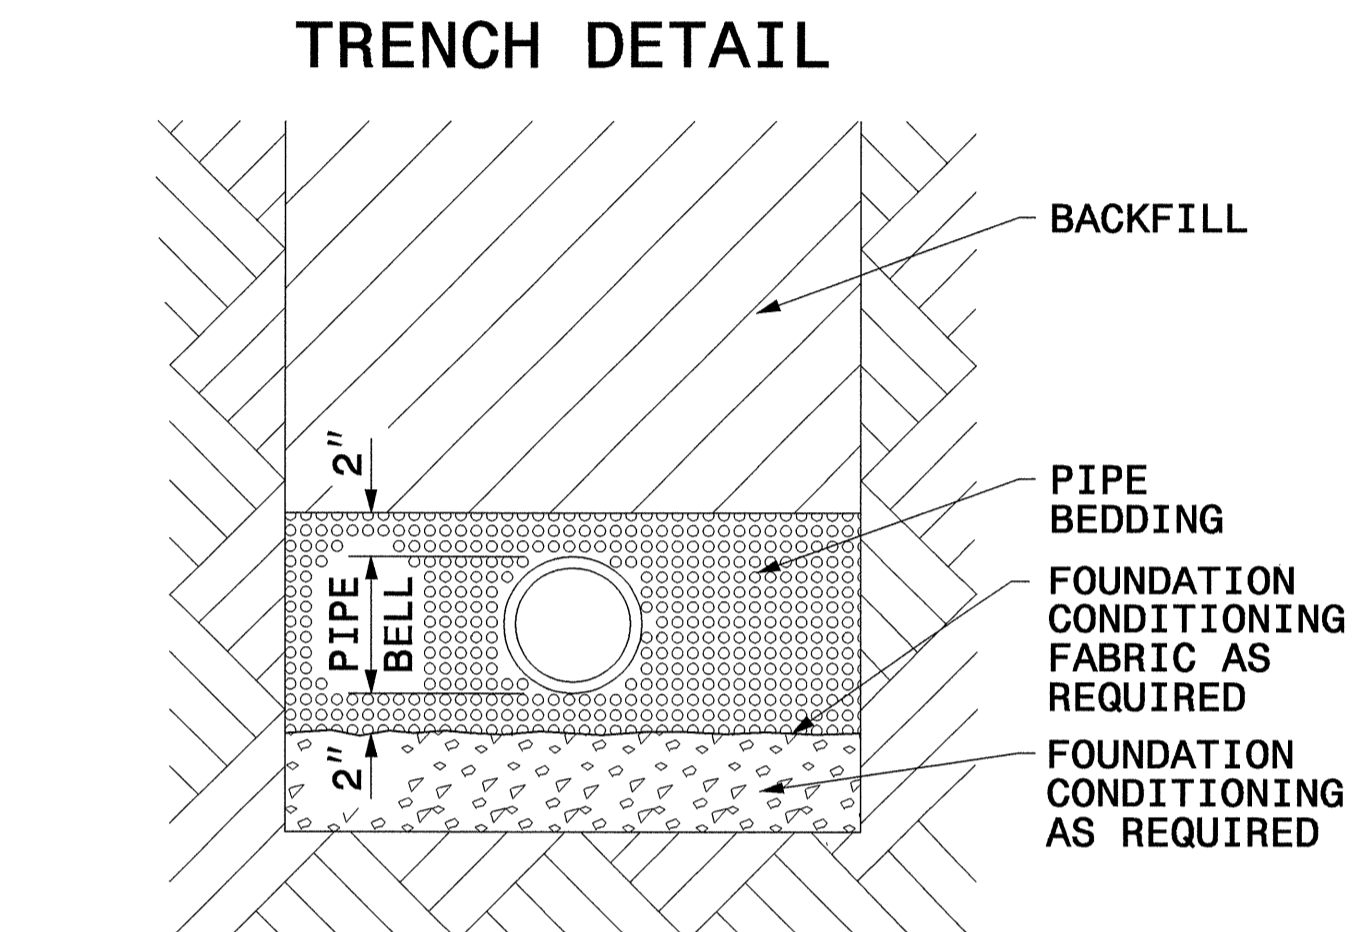 TRENCH DETAIL
BACKFILL
2"
PIPE
BEDDING
PIPE
BELL
FOUNDATION
CONDITIONING
FABRIC AS
REQUIRED
2"
FOUNDATION
CONDITIONING
AS REQUIRED